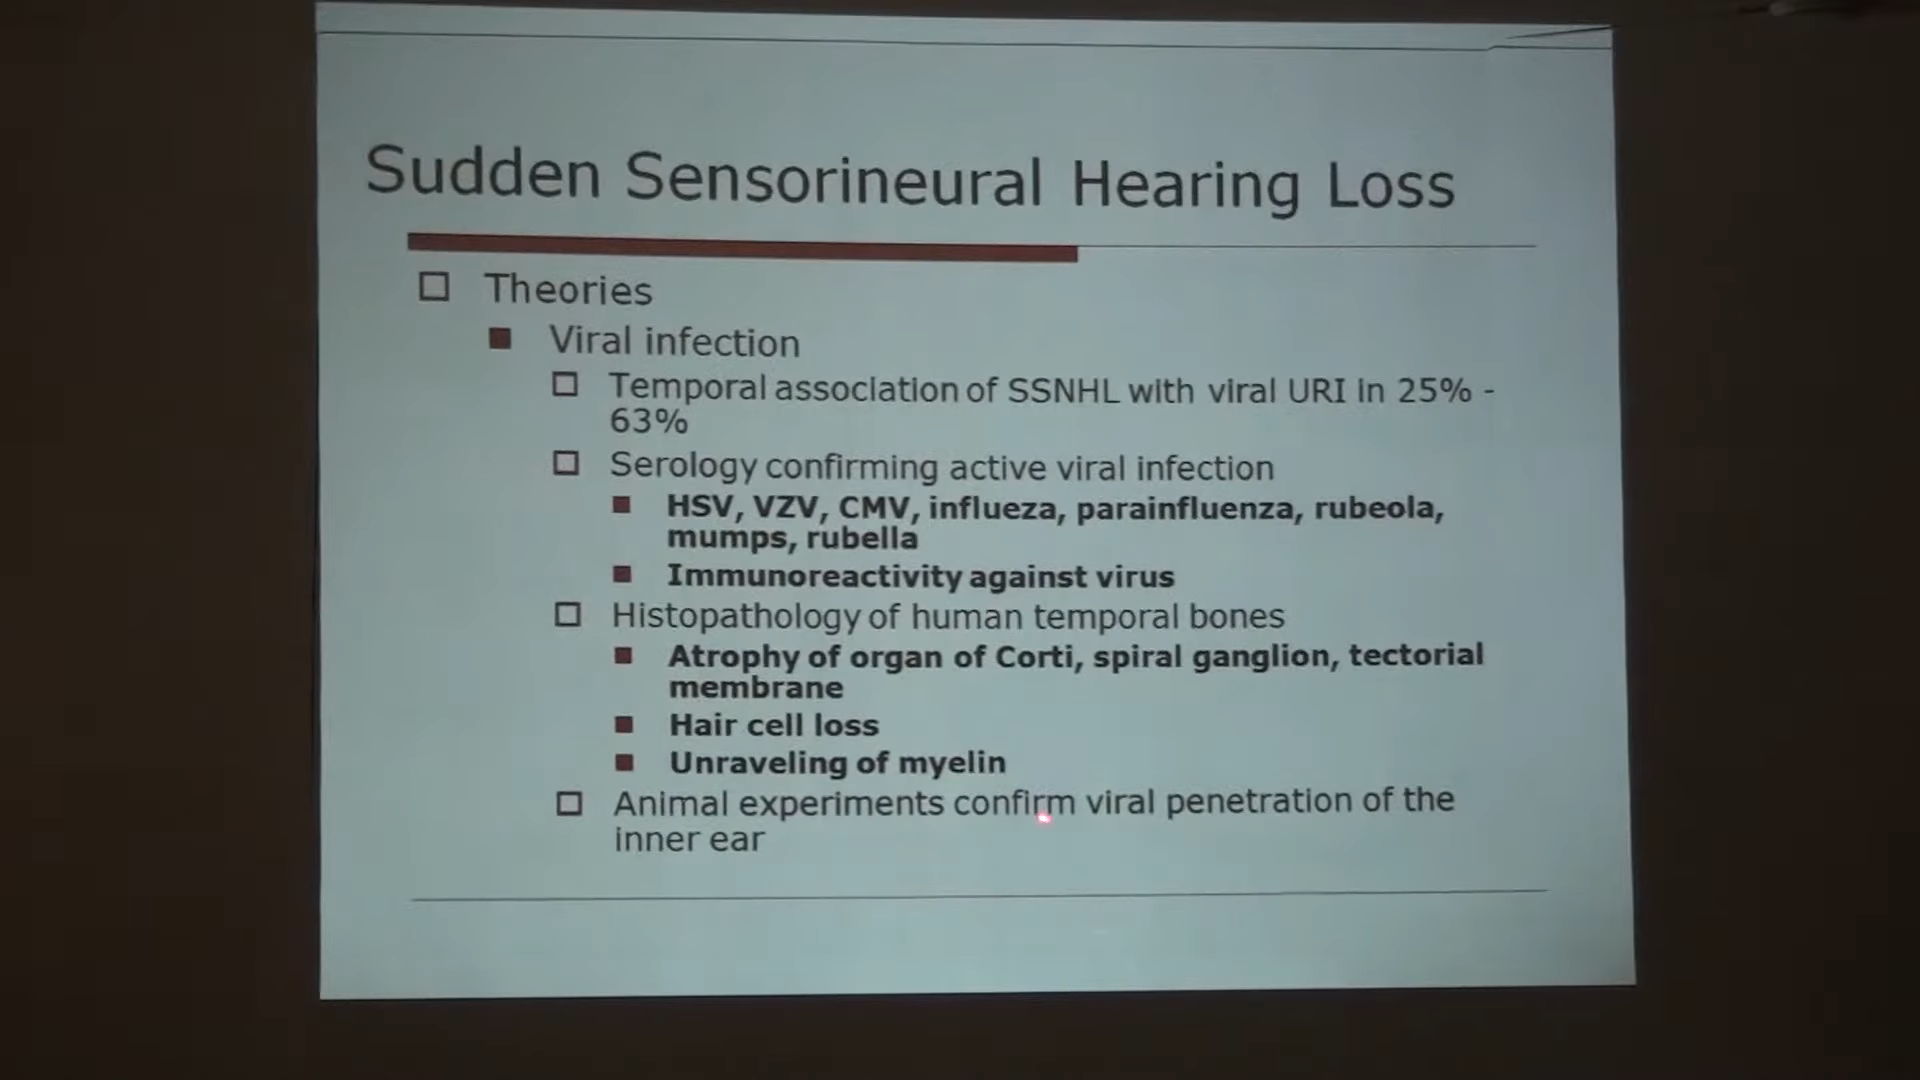 Sudden Sensorineural Hearing Loss
Theories
Viral infection
Temporal association of SSNHL with viral URI in 25% -
63%
Serology confirming active viral infection
HSV, VZV, CMV, influeza, parainfluenza, rubeola,
mumps, rubella
Immunoreactivity against virus
Histopathology of human temporal bones
Atrophy of organ of Corti, spiral ganglion, tectorial
membrane
Hair cell loss
Unraveling of myelin
Animal experiments confirm viral penetration of the
inner ear